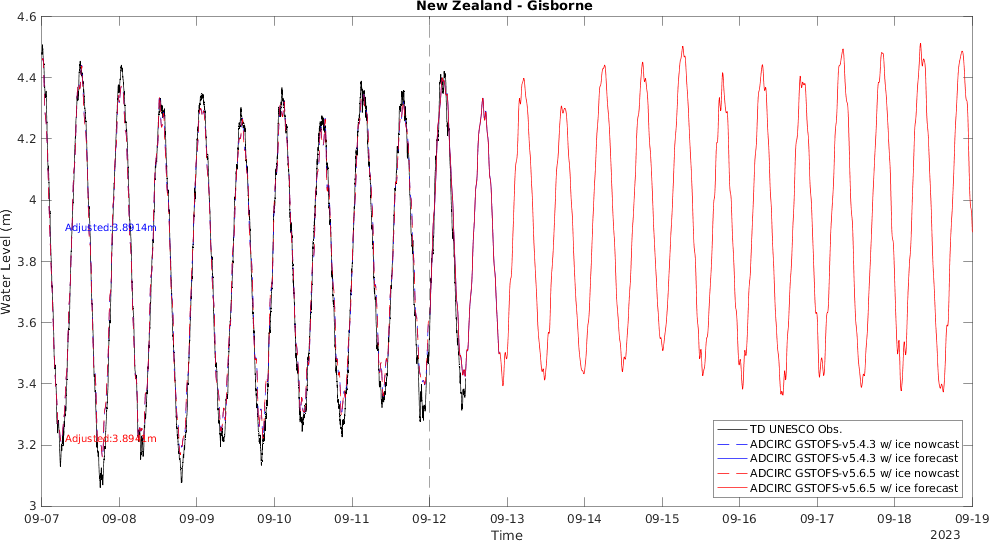 New Zealand - Gisborne
4.6
4.4
4.2
4
3.8
3.6
3.4
3.2
3
Water Level (m)
Adjusted:3.8914m
Adjusted:3.8941m
TD UNESCO Obs.
ADCIRC GSTOFS-v5.4.3 w/ ice nowcast
ADCIRC GSTOFS-v5.4.3 w/ ice forecast
ADCIRC GSTOFS-v5.6.5 w/ ice nowcast
ADCIRC GSTOFS-v5.6.5 w/ ice forecast
09-07 09-08 09-09 09-10 09-11 09-12 09-13 09-14 09-15 09-16 09-17 09-18 09-19
Time
2023